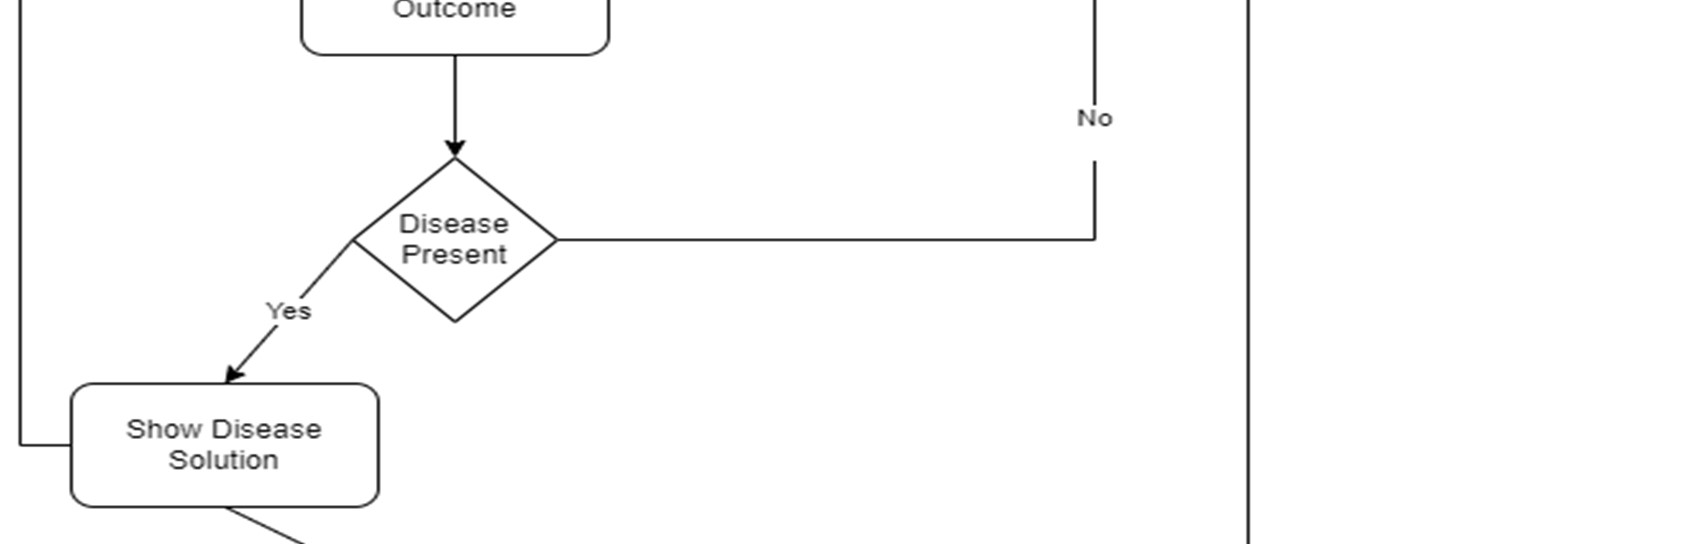 Outcome
No
Disease
Present
Yes
Show Disease
Solution